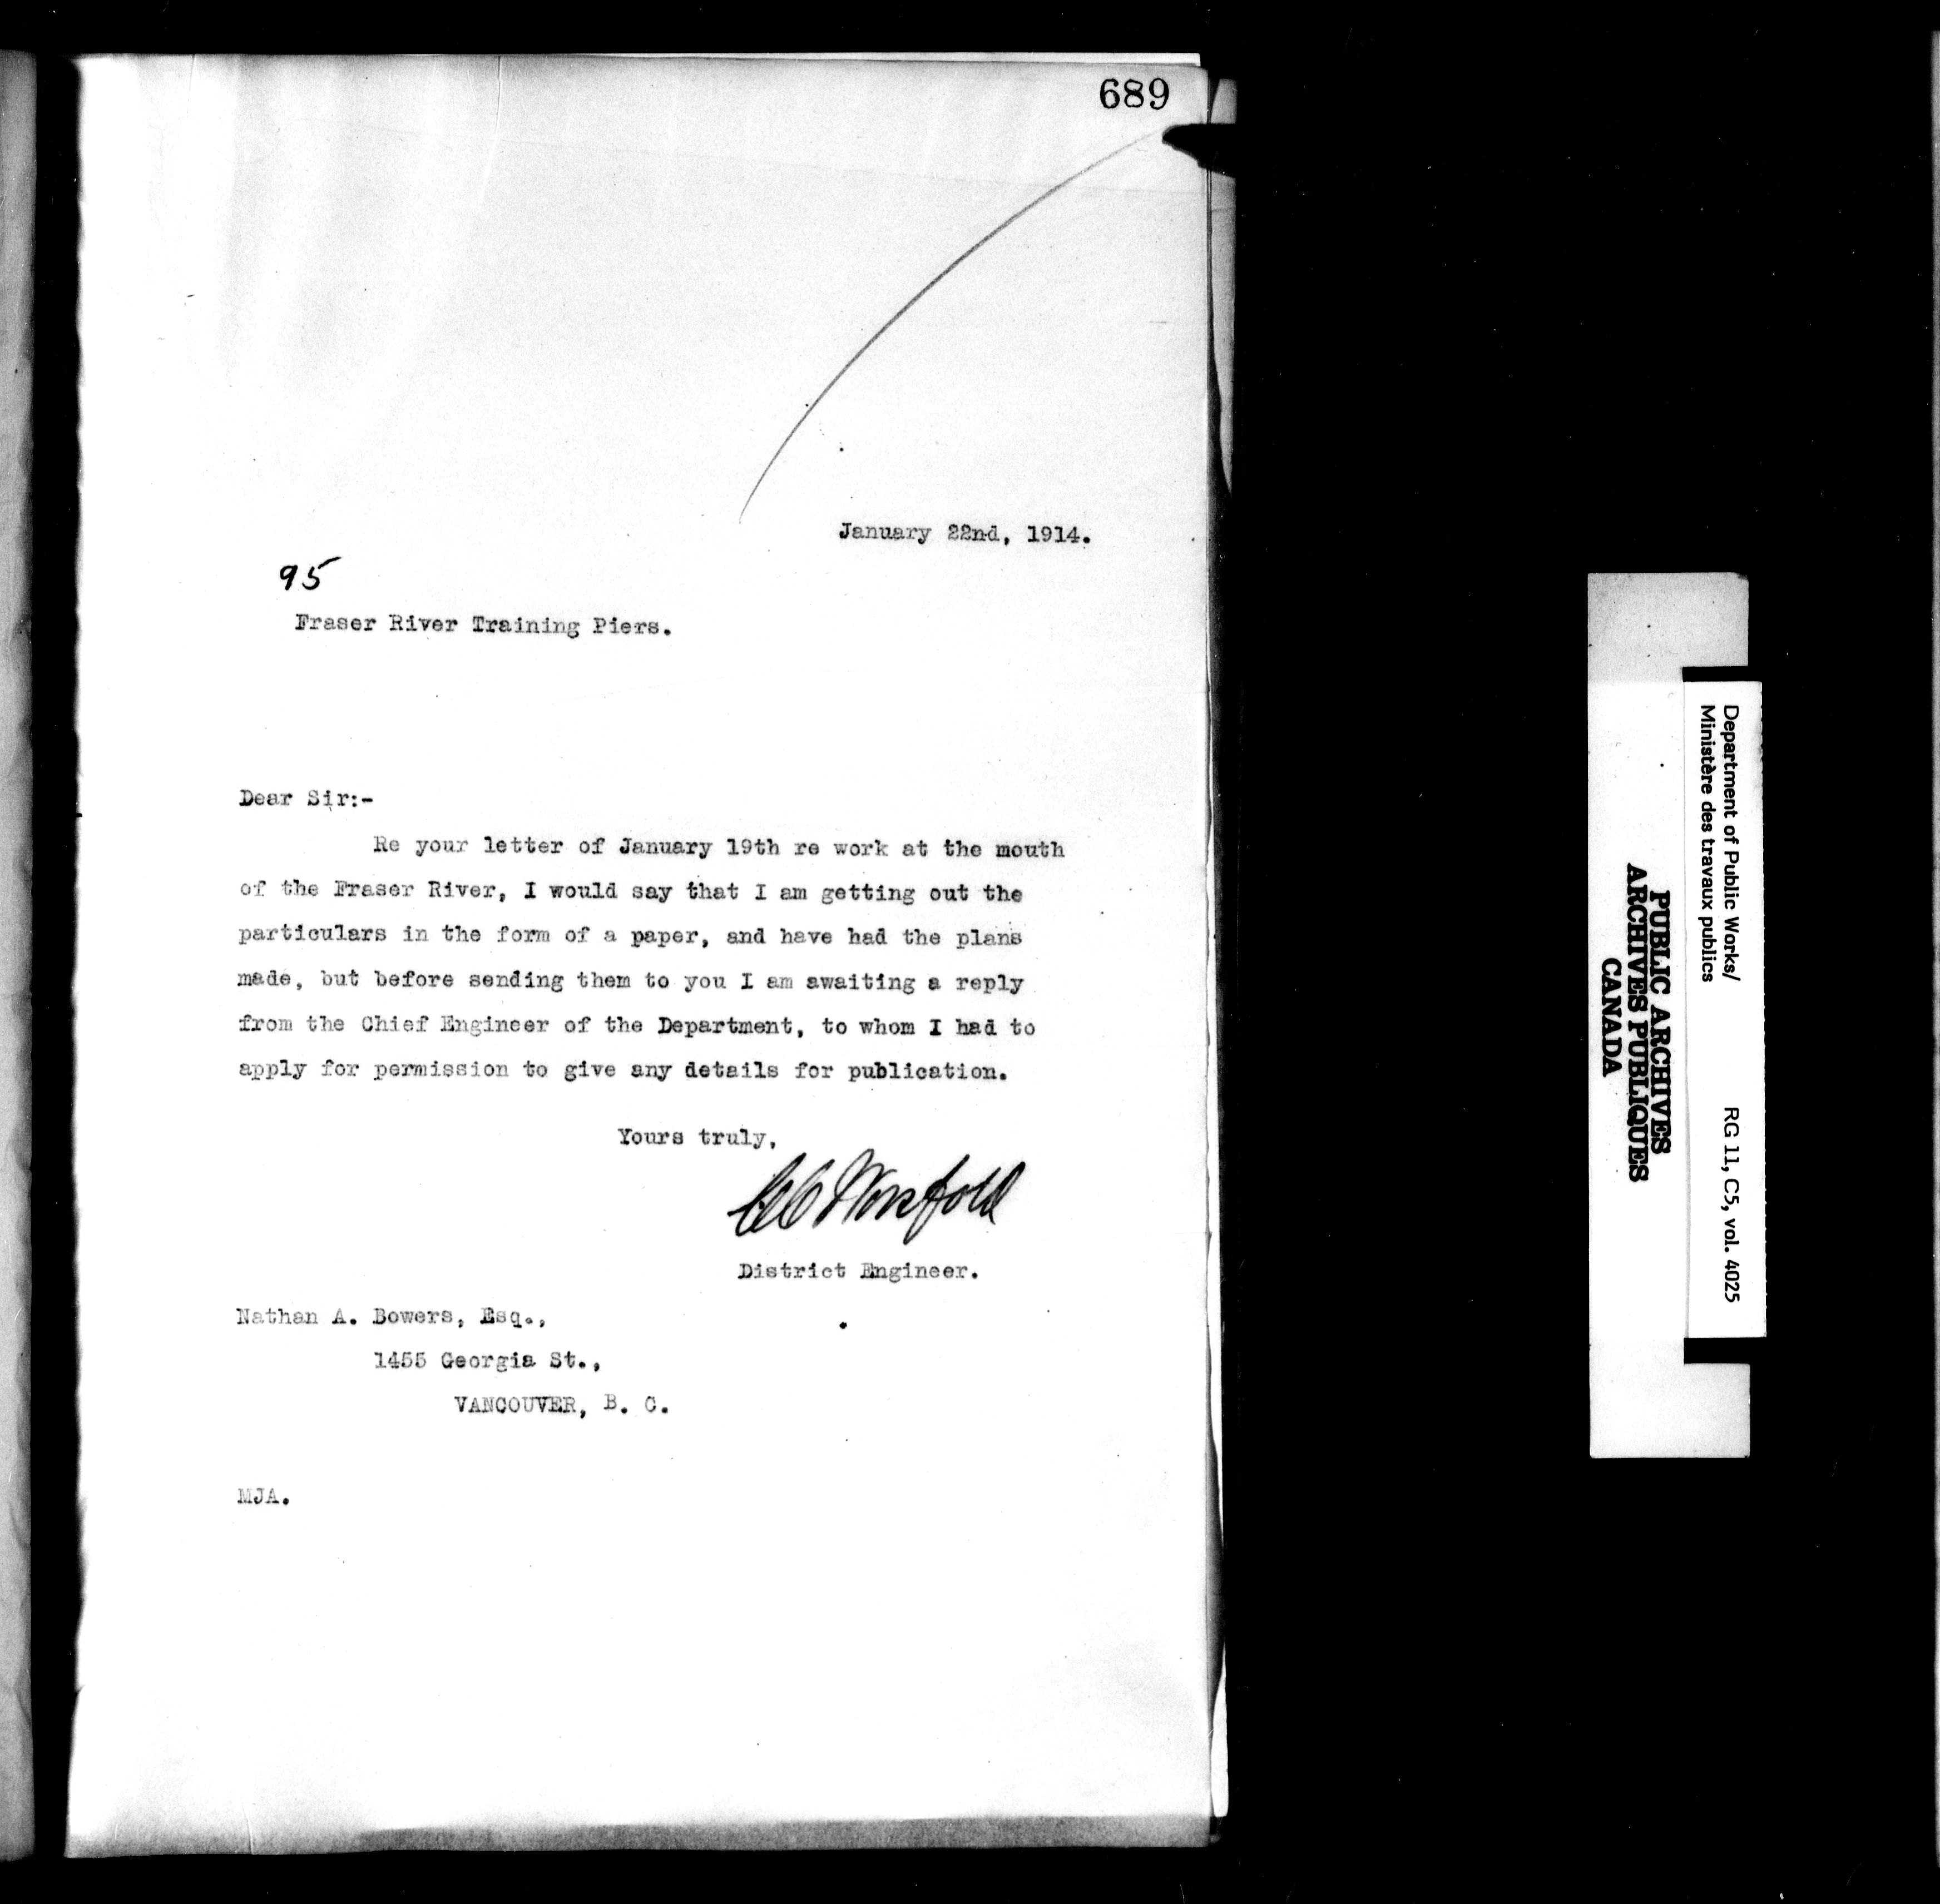 689
January 22nd, 1914.
95
Fraser River Training Piers.
Dear Sir:-
Re your letter of January 19th re work at the mouth
of the Fraser River, I would say that I am getting out the
particulars in the form of a paper, and have had the plans
made, but before sending them to you I am awaiting a reply
from the Chief Engineer of the Department, to whom I had to
apply for permission to give any details for publication.
Yours truly,
CC Worsfold
District Engineer.
Nathan A. Bowers, Esq.,
1455 Georgia St.,
VANCOUVER, B. C.
MJA.
Department of Public Works/
Ministère des travaux publics
RG 11, C5, vol. 4025
PUBLIC ARCHIVES
ARCHIVES PUBLIQUES
CANADA